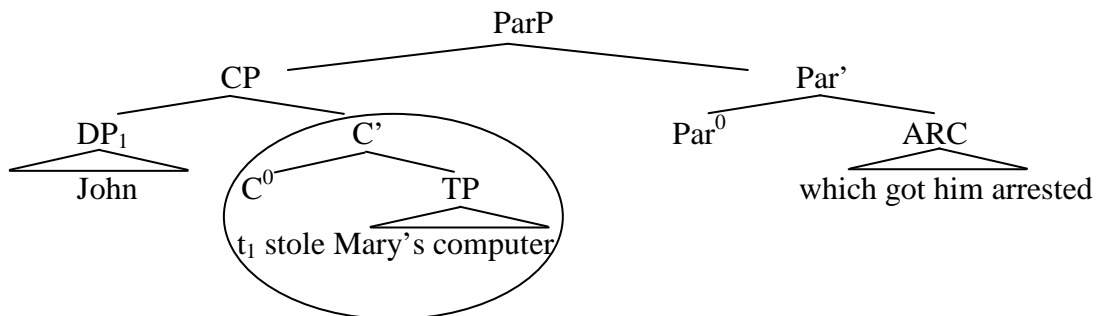 ParP
CP Par’
DP₁ C’ Par⁰ ARC
John C⁰ TP which got him arrested
t₁ stole Mary’s computer